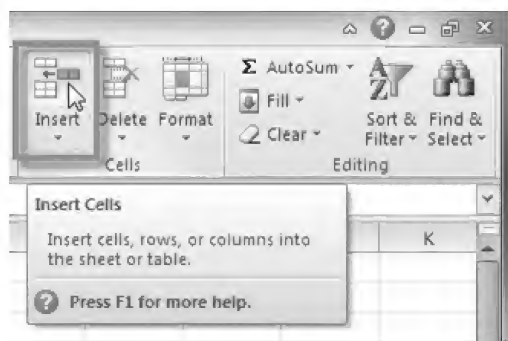 Σ AutoSum
Fill
Clear
Insert Delete Format
Sort & Filter
Find & Select
Cells
Editing
Insert Cells
Insert cells, rows, or columns into
the sheet or table.
Press F1 for more help.
K